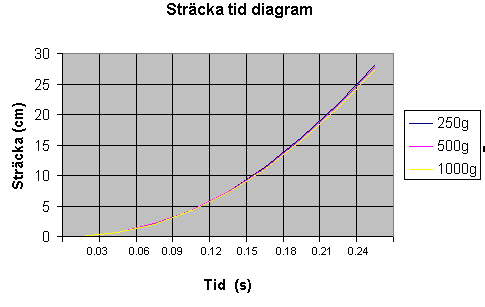 Sträcka tid diagram
30
25
20
15
10
5
0
Sträcka (cm)
0.03 0.06 0.09 0.12 0.15 0.18 0.21 0.24
Tid (s)
250g
500g
1000g